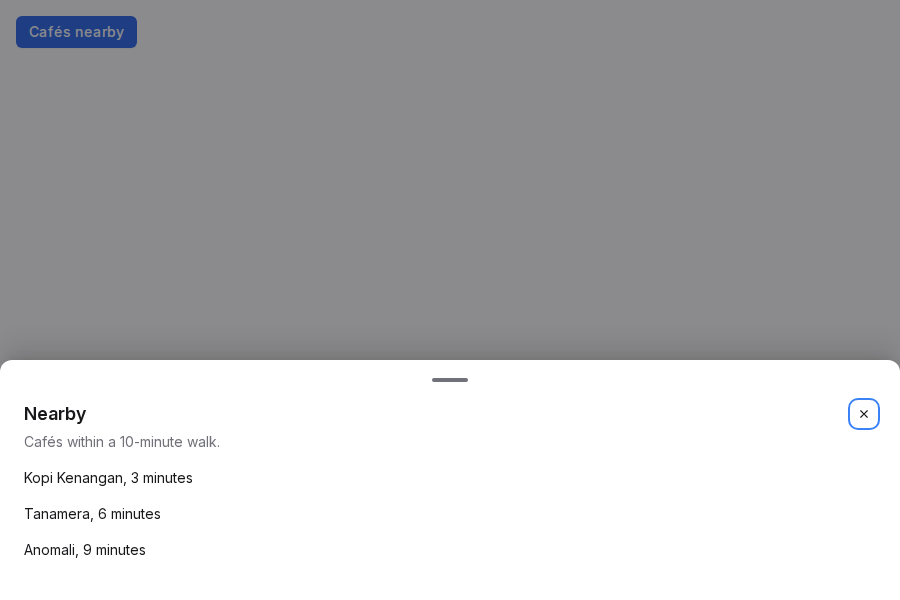 Cafés nearby
Nearby
Cafés within a 10-minute walk.
Kopi Kenangan, 3 minutes
Tanamera, 6 minutes
Anomali, 9 minutes